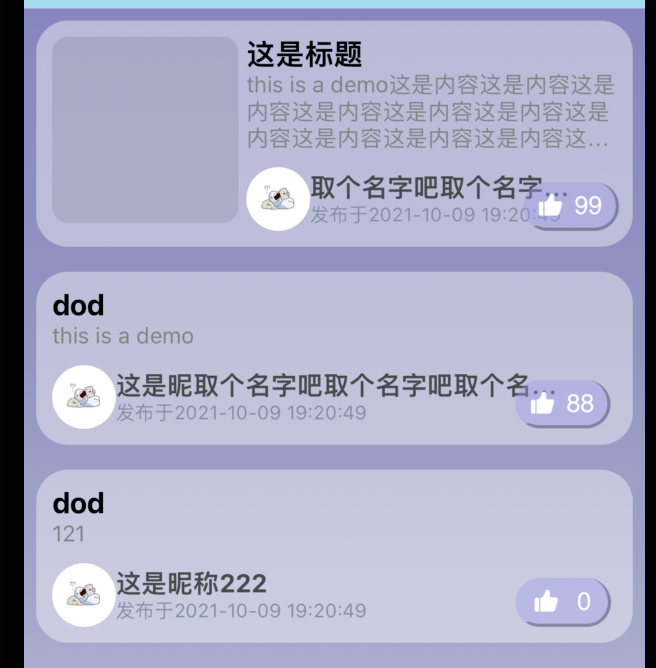 这是标题
this is a demo这是内容这是内容这是
内容这是内容这是内容这是内容这是
内容这是内容这是内容这是内容这...
取个名字吧取个名字...
发布于2021-10-09 19:20:49
99
dod
this is a demo
这是昵取个名字吧取个名字吧取个名...
发布于2021-10-09 19:20:49
88
dod
121
这是昵称222
发布于2021-10-09 19:20:49
0